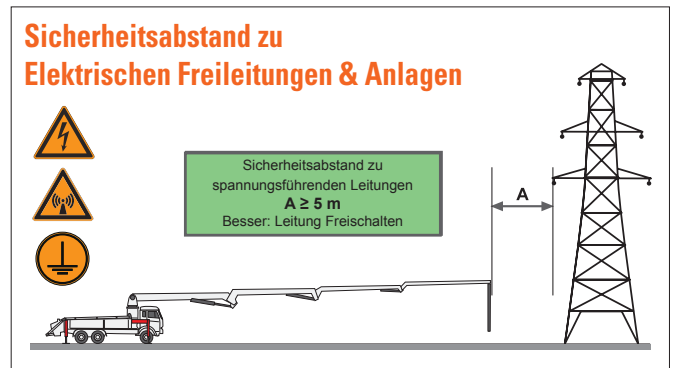 Sicherheitsabstand zu
Elektrischen Freileitungen & Anlagen
Sicherheitsabstand zu
spannungsführenden Leitungen
A ≥ 5 m
Besser: Leitung Freischalten
A